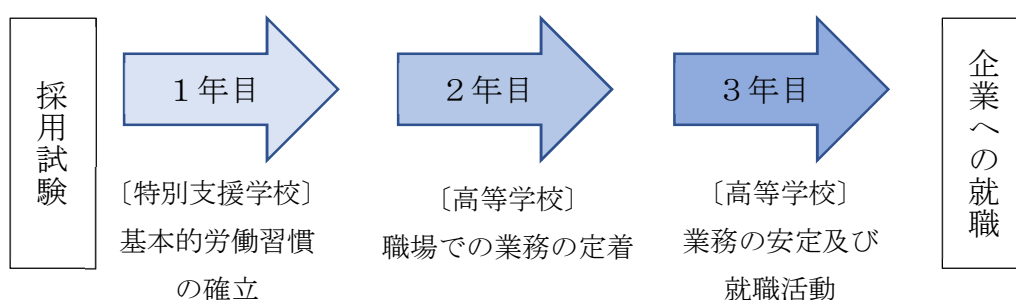 採用試験
１年目
〔特別支援学校〕
基本的労働習慣
の確立
２年目
〔高等学校〕
職場での業務の定着
３年目
〔高等学校〕
業務の安定及び
就職活動
企業への就職